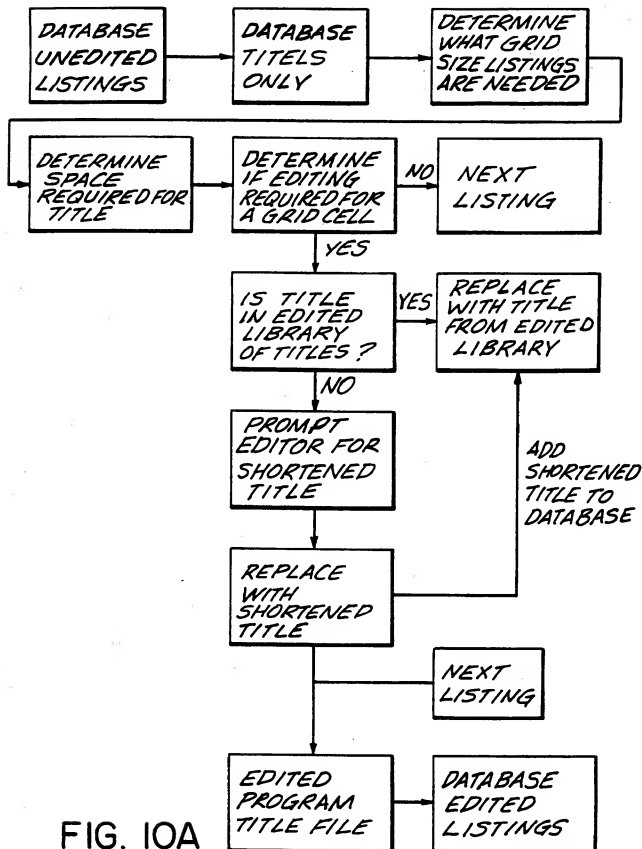 DATABASE
UNEDITED
LISTINGS
DATABASE
TITELS
ONLY
DETERMINE
WHAT GRID
SIZE LISTINGS
ARE NEEDED
DETERMINE
SPACE
REQUIRED FOR
TITLE
DETERMINE
IF EDITING
REQUIRED FOR
A GRID CELL
NO
NEXT
LISTING
YES
IS TITLE
IN EDITED
LIBRARY
OF TITLES ?
YES
REPLACE
WITH TITLE
FROM EDITED
LIBRARY
NO
PROMPT
EDITOR FOR
SHORTENED
TITLE
ADD
SHORTENED
TITLE TO
DATABASE
REPLACE
WITH
SHORTENED
TITLE
NEXT
LISTING
EDITED
PROGRAM
TITLE FILE
DATABASE
EDITED
LISTINGS
FIG. 10A